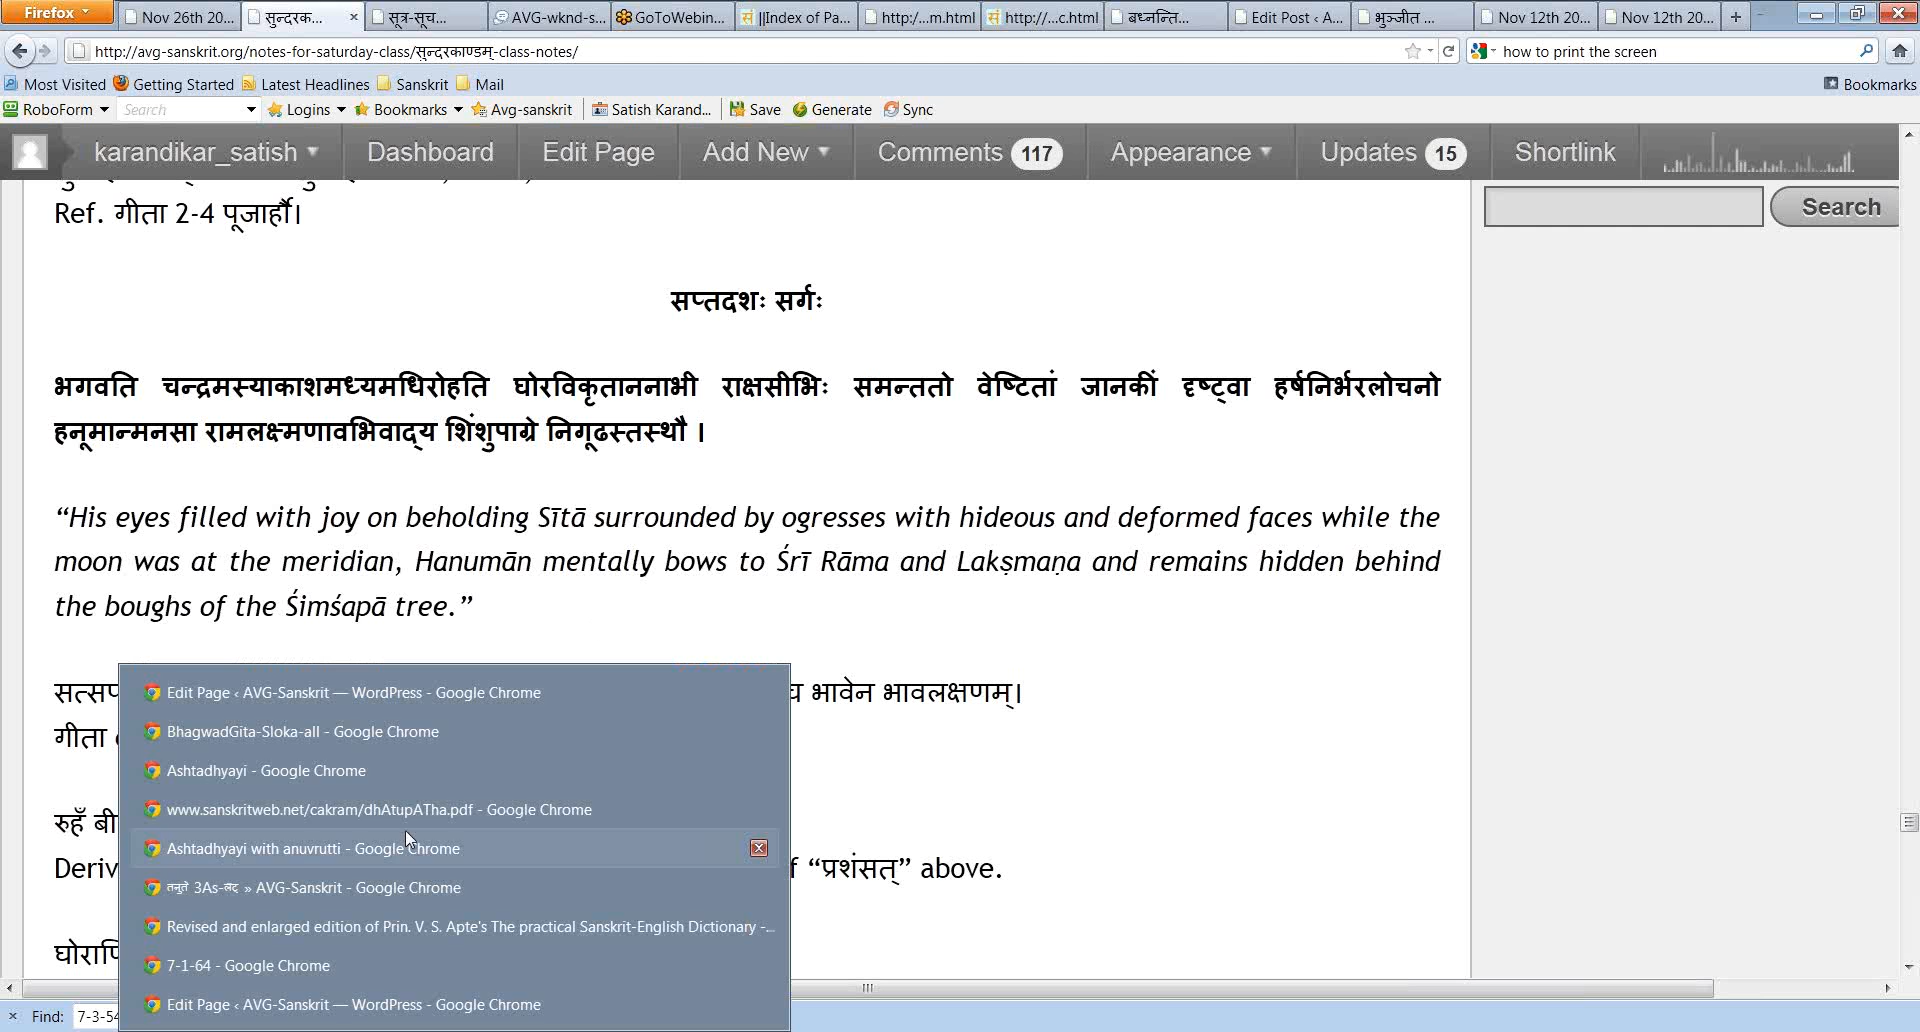 Firefox
Nov 26th 20...
सुन्दरक...
सूत्र-सूच...
AVG-wknd-s...
GoToWebin...
||Index of Pa...
http:/...m.html
http://...c.html
बध्नन्ति...
Edit Post ‹ A...
भुञ्जीत ...
Nov 12th 20...
Nov 12th 20...
http://avg-sanskrit.org/notes-for-saturday-class/सुन्दरकाण्डम्-class-notes/
how to print the screen
Most Visited
Getting Started
Latest Headlines
Sanskrit
Mail
Bookmarks
RoboForm
Search
Logins
Bookmarks
Avg-sanskrit
Satish Karand...
Save
Generate
Sync
karandikar_satish
Dashboard
Edit Page
Add New
Comments 117
Appearance
Updates 15
Shortlink
Ref. गीता 2-4 पूजार्हौ।
Search
सप्तदशः सर्गः
भगवति चन्द्रमस्याकाशमध्यमधिरोहति घोरविकृताननाभी राक्षसीभिः समन्ततो वेष्टितां जानकीं दृष्ट्वा हर्षनिर्भरलोचनो
हनूमान्मनसा रामलक्ष्मणावभिवाद्य शिंशुपाग्रे निगूढस्तस्थौ ।
“His eyes filled with joy on beholding Sītā surrounded by ogresses with hideous and deformed faces while the
moon was at the meridian, Hanumān mentally bows to Śrī Rāma and Lakṣmaṇa and remains hidden behind
the boughs of the Śimśapā tree.”
Edit Page ‹ AVG-Sanskrit — WordPress - Google Chrome
भावेन भावलक्षणम्।
गीता
BhagwadGita-Sloka-all - Google Chrome
Ashtadhyayi - Google Chrome
www.sanskritweb.net/cakram/dhAtupATha.pdf - Google Chrome
रुहँ बी
Ashtadhyayi with anuvrutti - Google Chrome
Deriv
“प्रशंसत्” above.
तनुते 3As-लँट् » AVG-Sanskrit - Google Chrome
Revised and enlarged edition of Prin. V. S. Apte's The practical Sanskrit-English Dictionary -...
7-1-64 - Google Chrome
Edit Page ‹ AVG-Sanskrit — WordPress - Google Chrome
Find: 7-3-54